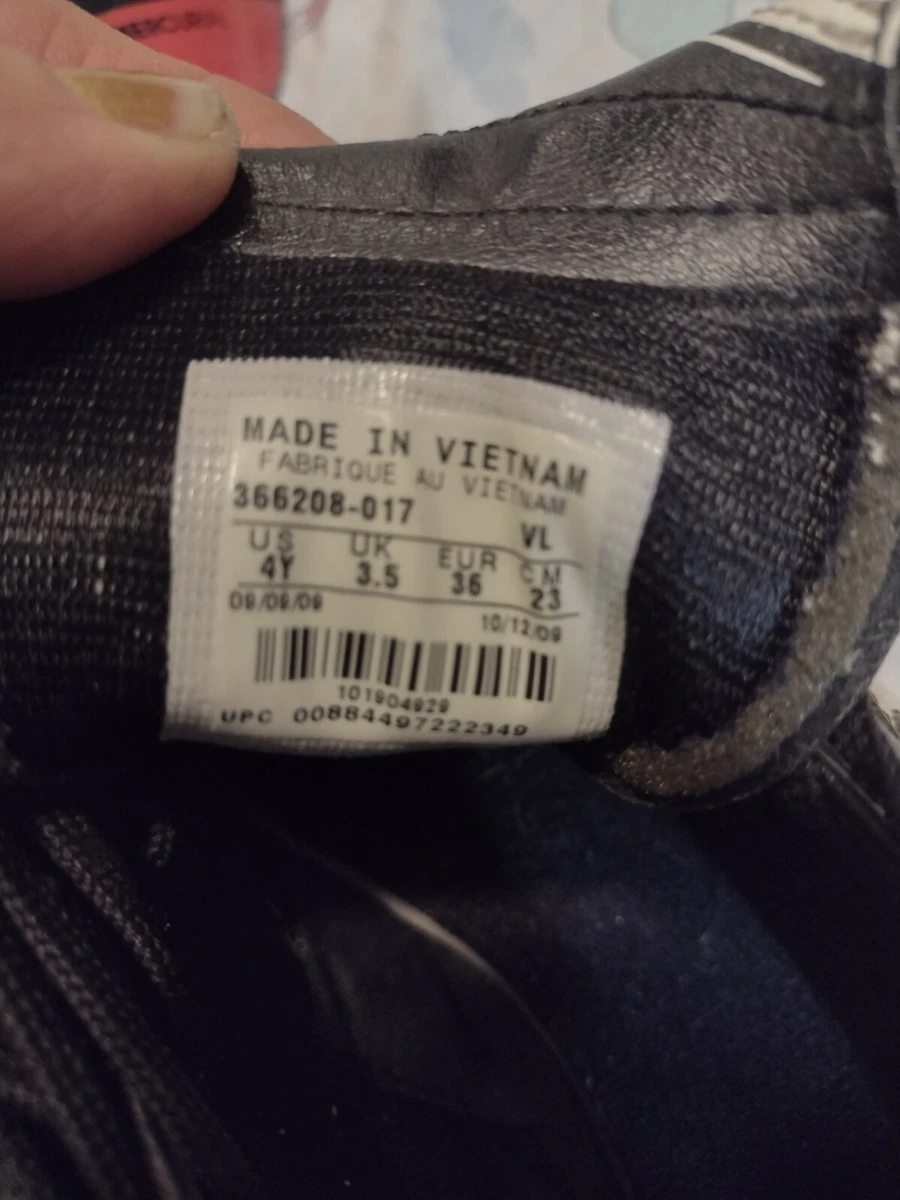 MERCURIA
MADE IN VIETNAM
FABRIQUE AU VIETNAM
366208-017 VL
US UK EUR CM
4Y 3.5 36 23
09/09/09 10/12/09
101904929
UPC 00884497222349